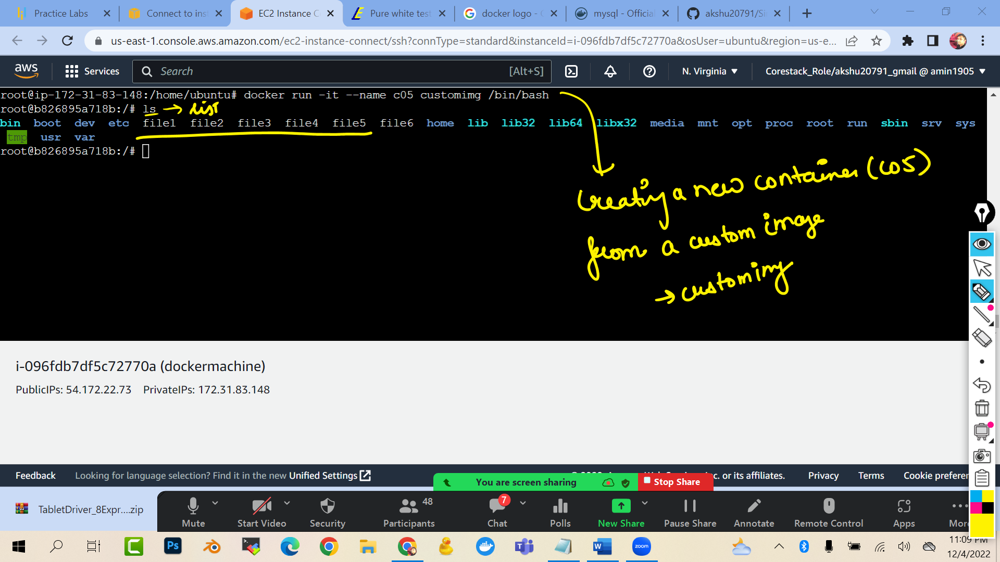 Practice Labs
Connect to inst
EC2 Instance C
Pure white test
docker logo - G
mysql - Official
akshu20791/Si
us-east-1.console.aws.amazon.com/ec2-instance-connect/ssh?connType=standard&instanceId=i-096fdb7df5c72770a&osUser=ubuntu&region=us-e...
aws
Services
Search
[Alt+S]
N. Virginia
Corestack_Role/akshu20791_gmail @ amin1905
root@ip-172-31-83-148:/home/ubuntu# docker run -it --name c05 customimg /bin/bash
root@b826895a718b:/# ls → list
bin boot dev etc file1 file2 file3 file4 file5 file6 home lib lib32 lib64 libx32 media mnt opt proc root run sbin srv sys
tmp usr var
root@b826895a718b:/#
Creating a new container (c05)
from a custom image
→ customimg
i-096fdb7df5c72770a (dockermachine)
PublicIPs: 54.172.22.73 PrivateIPs: 172.31.83.148
Feedback
Looking for language selection? Find it in the new Unified Settings
or its affiliates.
Privacy
Terms
Cookie preferen
You are screen sharing
Stop Share
TabletDriver_8Expr....zip
Mute
Start Video
Security
48
Participants
7
Chat
Polls
New Share
Pause Share
Annotate
Remote Control
Apps
Mor
Ps
zoom
11:09 PM
12/4/2022